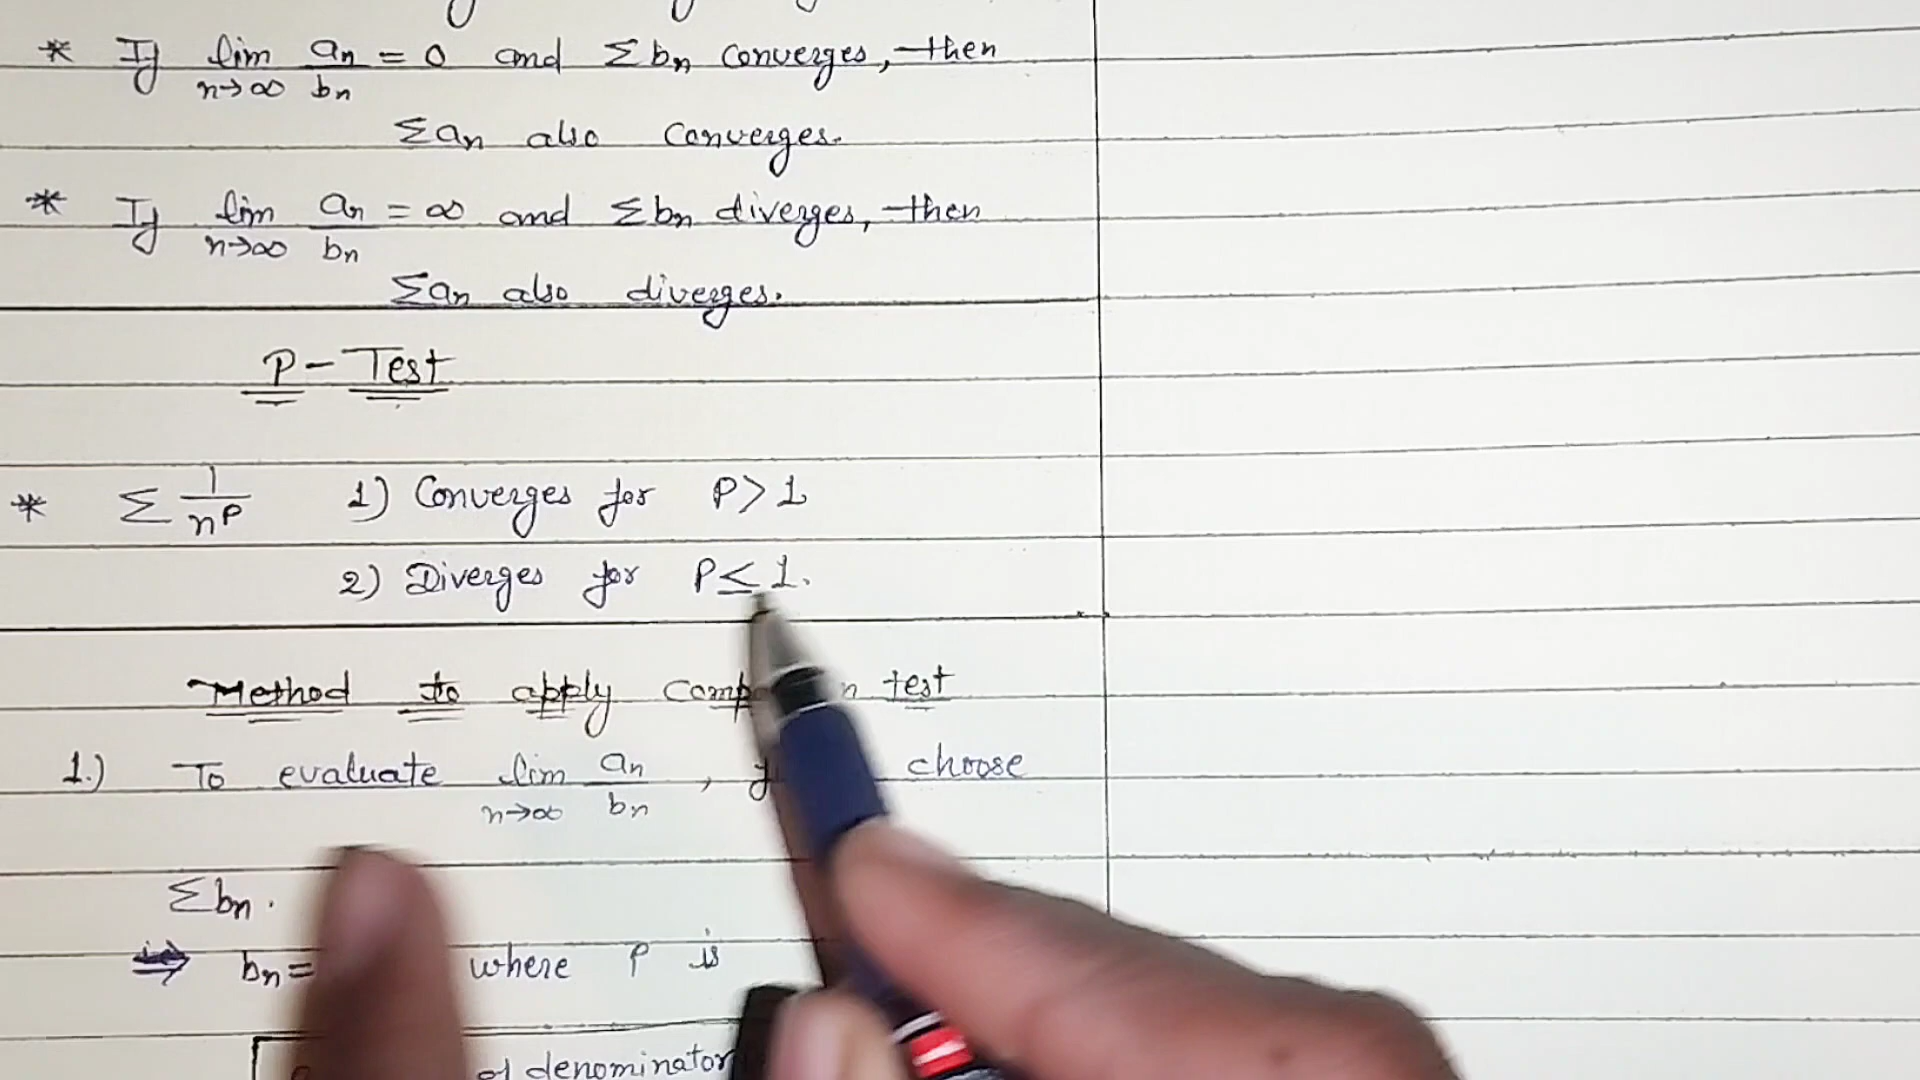 * If lim n→∞ an/bn = 0 and Σbn converges, then
Σan also converges.
* If lim n→∞ an/bn = ∞ and Σbn diverges, then
Σan also diverges.
P - Test
* Σ 1/n^p 1) Converges for P > 1
2) Diverges for P ≤ 1.
Method to apply test
1.) To evaluate lim n→∞ an/bn , choose
Σbn.
⇒ bn = where P is
of denominator